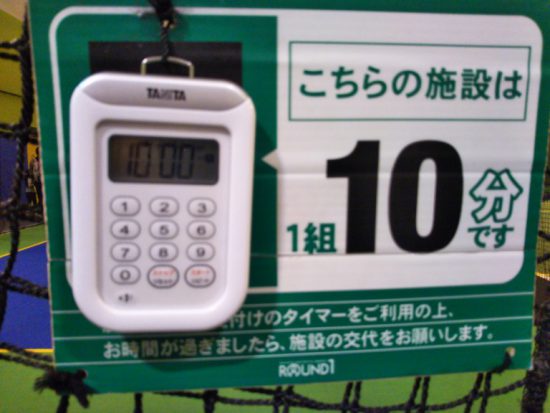 TANITA
10:00
1 2 3
4 5 6
7 8 9
0
こちらの施設は
1組10分です
付けのタイマーをご利用の上、
お時間が過ぎましたら、施設の交代をお願いします。
ROUND1